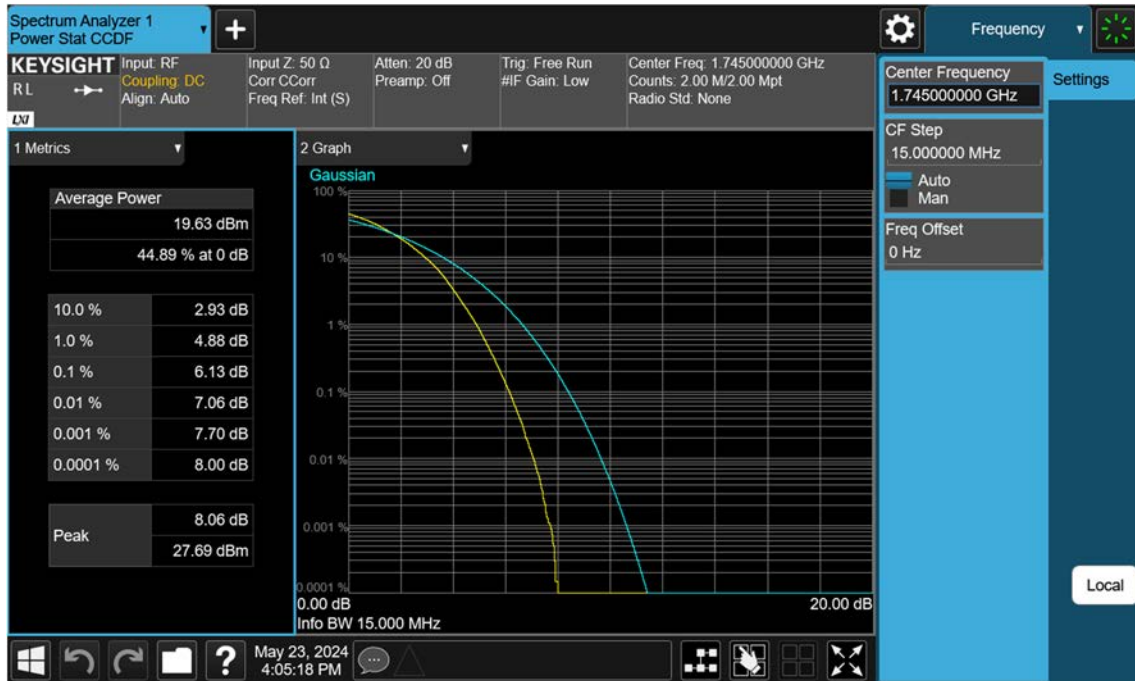 Spectrum Analyzer 1
Power Stat CCDF
Frequency
KEYSIGHT
R L
LXI
Input: RF
Coupling: DC
Align: Auto
Input Z: 50 Ω
Corr CCorr
Freq Ref: Int (S)
Atten: 20 dB
Preamp: Off
Trig: Free Run
#IF Gain: Low
Center Freq: 1.745000000 GHz
Counts: 2.00 M/2.00 Mpt
Radio Std: None
Center Frequency
1.745000000 GHz
Settings
CF Step
15.000000 MHz
Auto
Man
Freq Offset
0 Hz
Local
1 Metrics
Average Power
19.63 dBm
44.89 % at 0 dB
10.0 % 2.93 dB
1.0 % 4.88 dB
0.1 % 6.13 dB
0.01 % 7.06 dB
0.001 % 7.70 dB
0.0001 % 8.00 dB
Peak
8.06 dB
27.69 dBm
2 Graph
Gaussian
100 %
10 %
1 %
0.1 %
0.01 %
0.001 %
0.0001 %
0.00 dB 20.00 dB
Info BW 15.000 MHz
?
May 23, 2024
4:05:18 PM